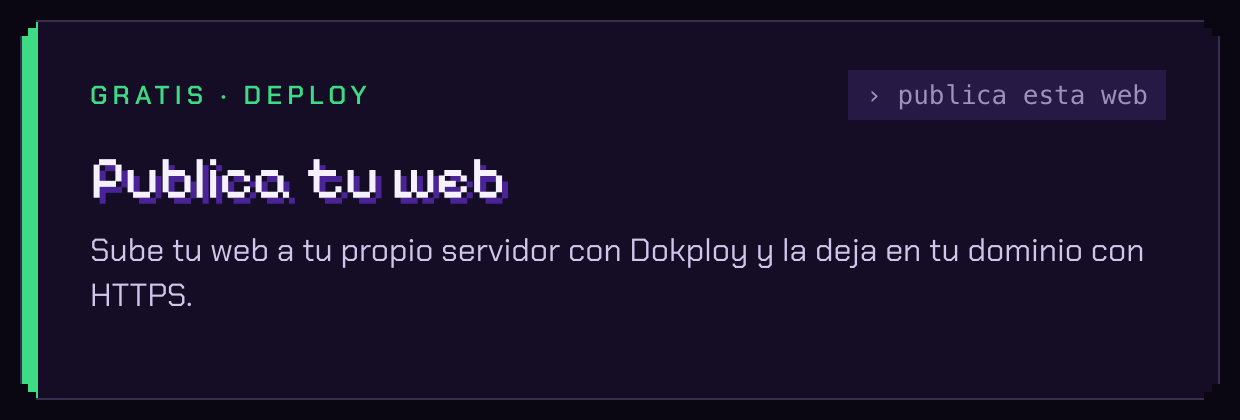 GRATIS · DEPLOY
› publica esta web
Publica tu web
Sube tu web a tu propio servidor con Dokploy y la deja en tu dominio con
HTTPS.